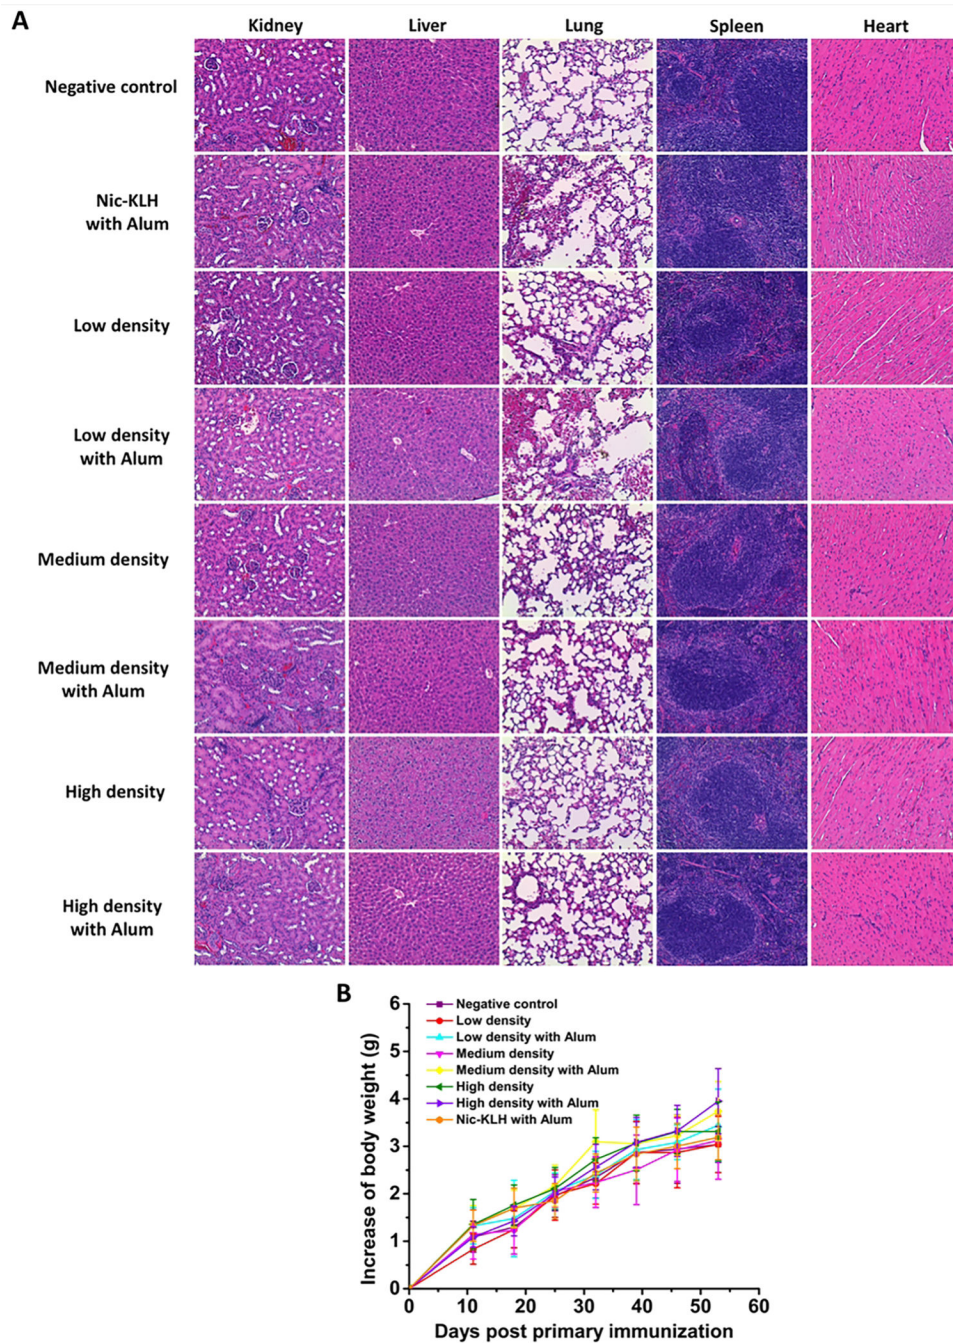 A
Kidney Liver Lung Spleen Heart
Negative control
Nic-KLH
with Alum
Low density
Low density
with Alum
Medium density
Medium density
with Alum
High density
High density
with Alum
B
Increase of body weight (g)
6
5
4
3
2
1
0
Negative control
Low density
Low density with Alum
Medium density
Medium density with Alum
High density
High density with Alum
Nic-KLH with Alum
0 10 20 30 40 50 60
Days post primary immunization